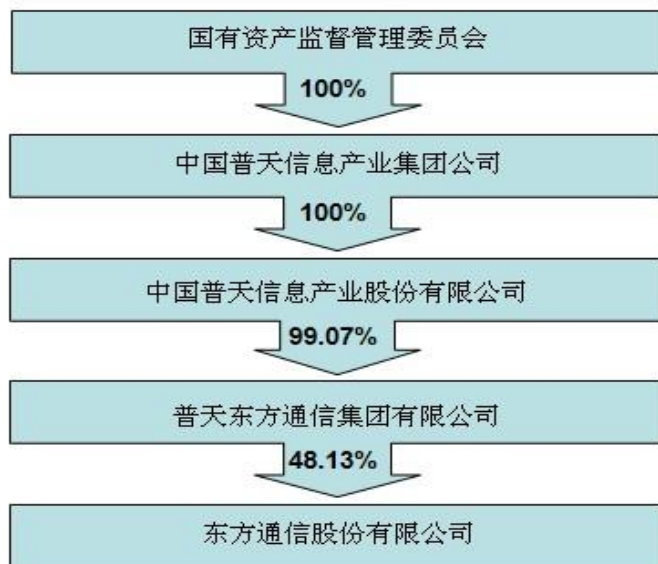 国有资产监督管理委员会
100%
中国普天信息产业集团公司
100%
中国普天信息产业股份有限公司
99.07%
普天东方通信集团有限公司
48.13%
东方通信股份有限公司